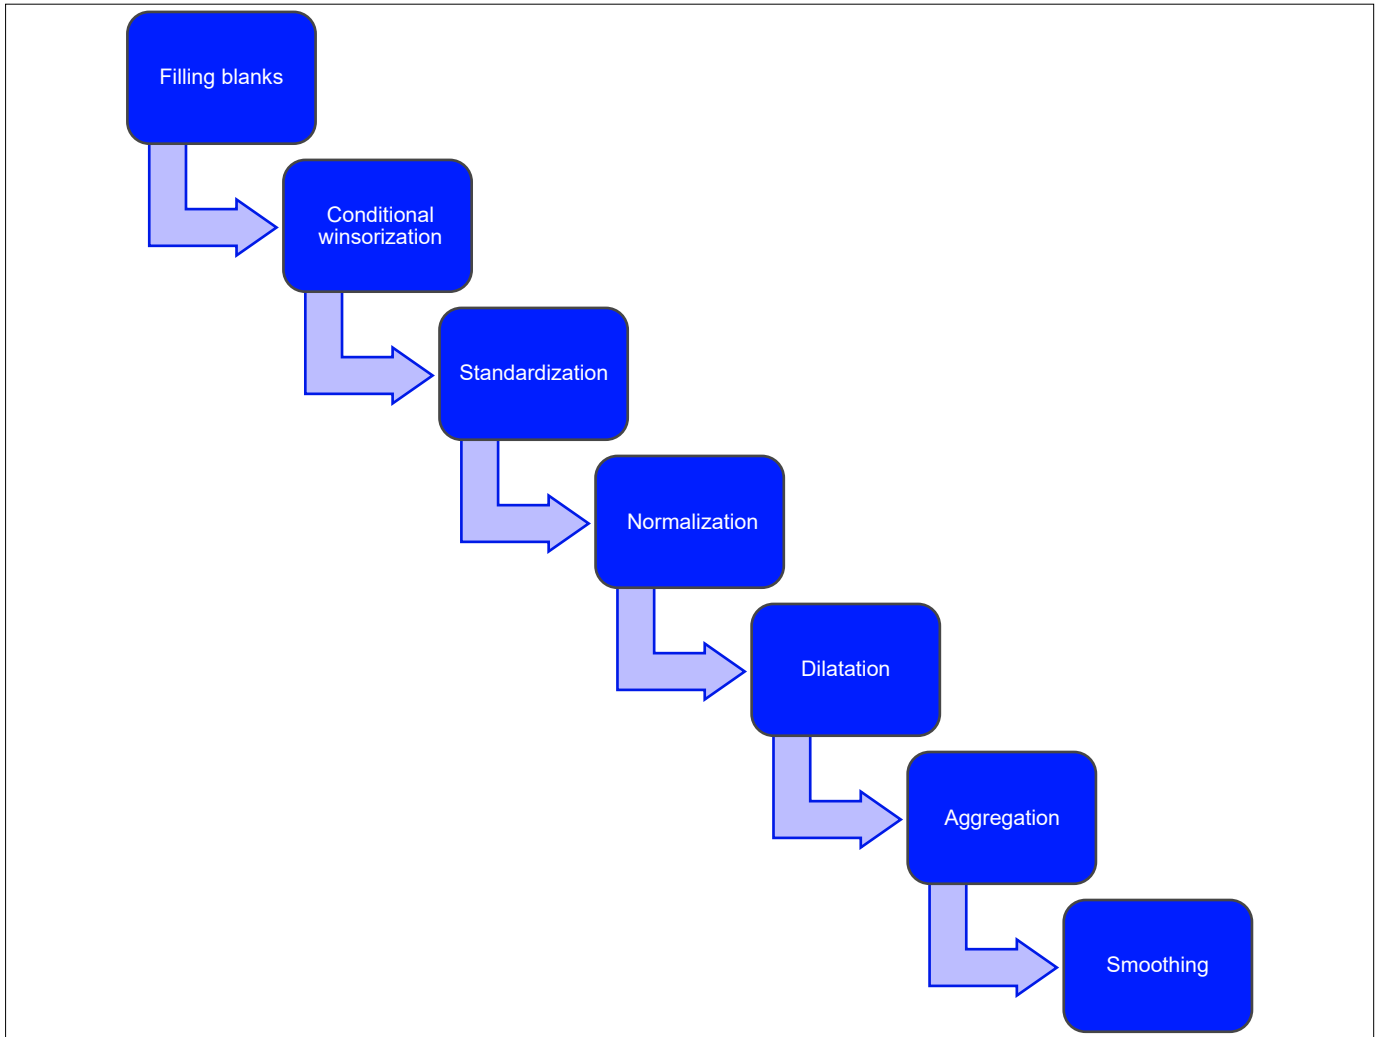 Filling blanks
Conditional
winsorization
Standardization
Normalization
Dilatation
Aggregation
Smoothing